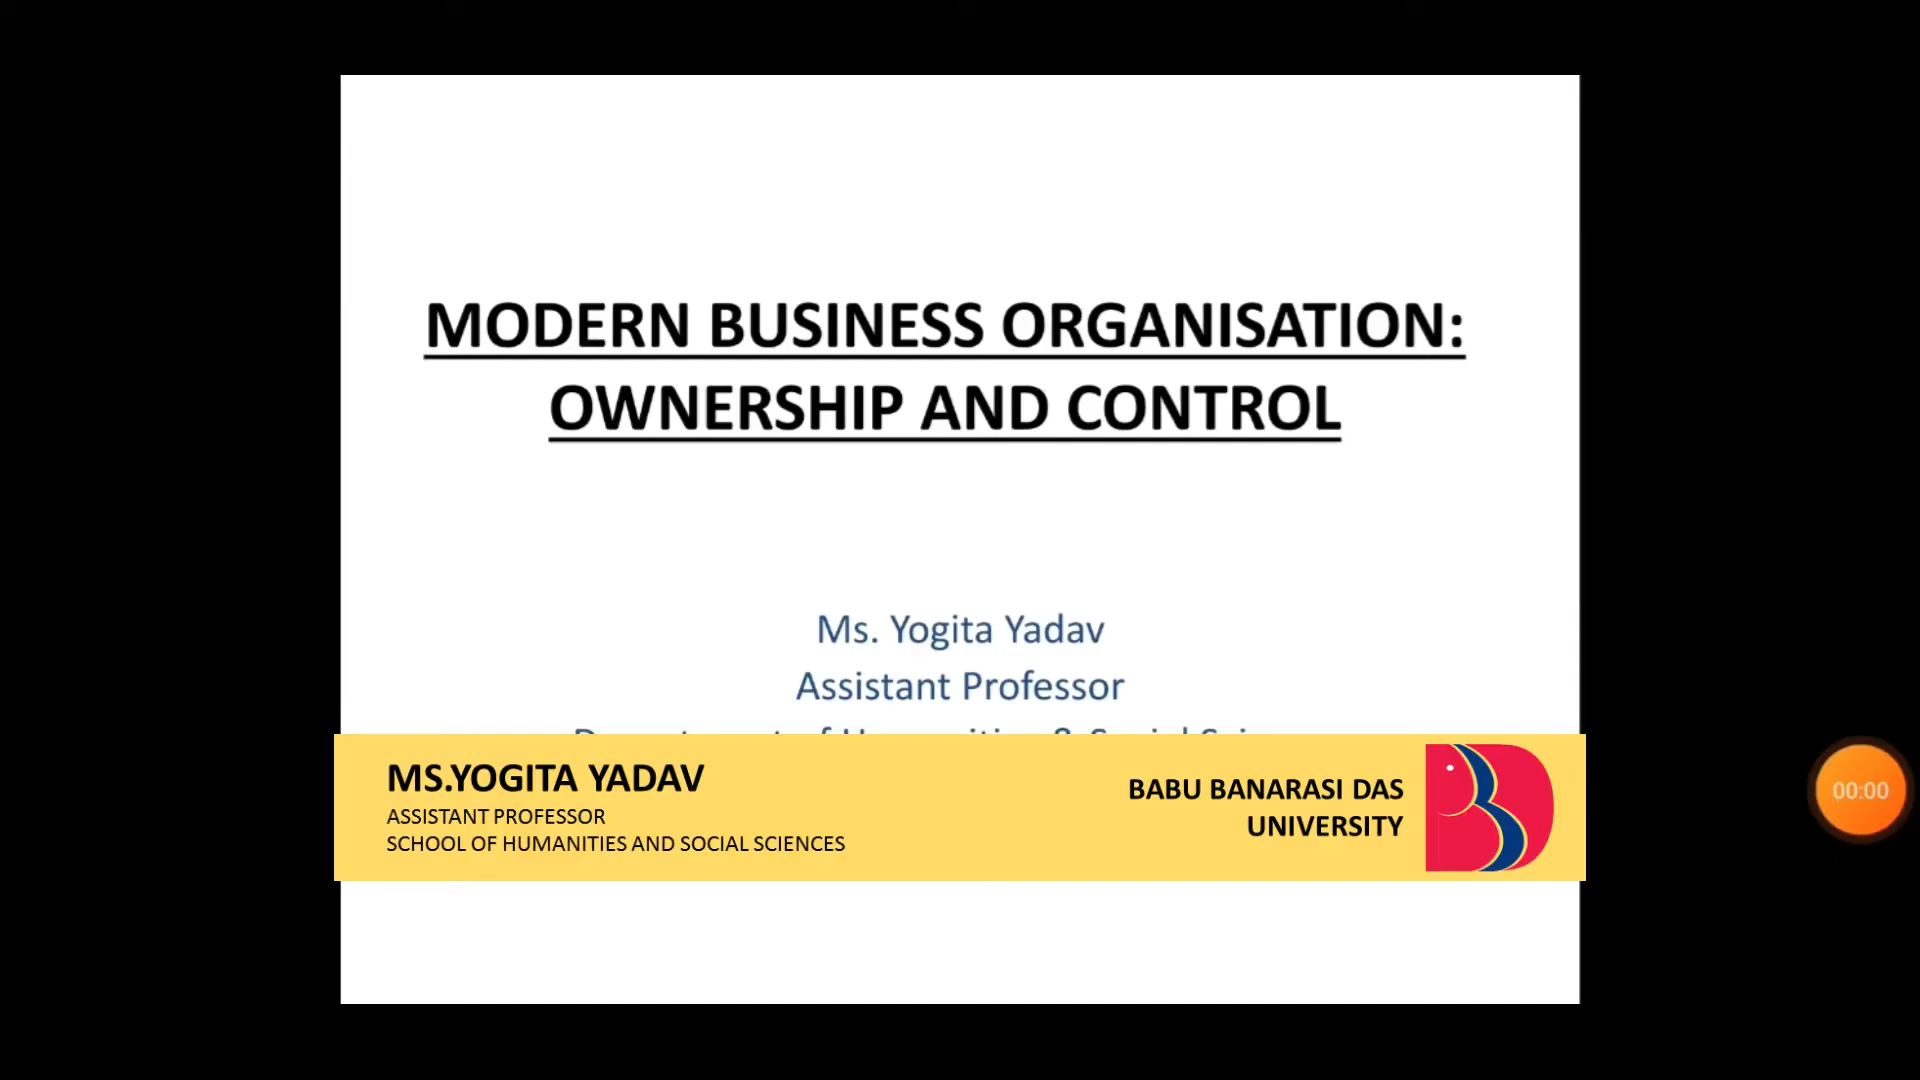 MODERN BUSINESS ORGANISATION:
OWNERSHIP AND CONTROL
Ms. Yogita Yadav
Assistant Professor
MS.YOGITA YADAV
ASSISTANT PROFESSOR
SCHOOL OF HUMANITIES AND SOCIAL SCIENCES
BABU BANARASI DAS
UNIVERSITY
00:00